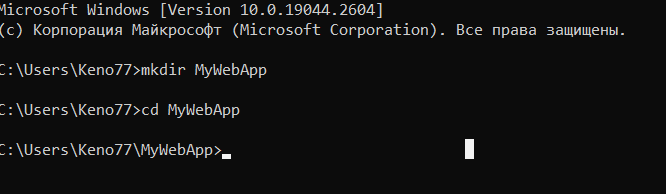 Microsoft Windows [Version 10.0.19044.2604]
(c) Корпорация Майкрософт (Microsoft Corporation). Все права защищены.
C:\Users\Keno77>mkdir MyWebApp
C:\Users\Keno77>cd MyWebApp
C:\Users\Keno77\MyWebApp>